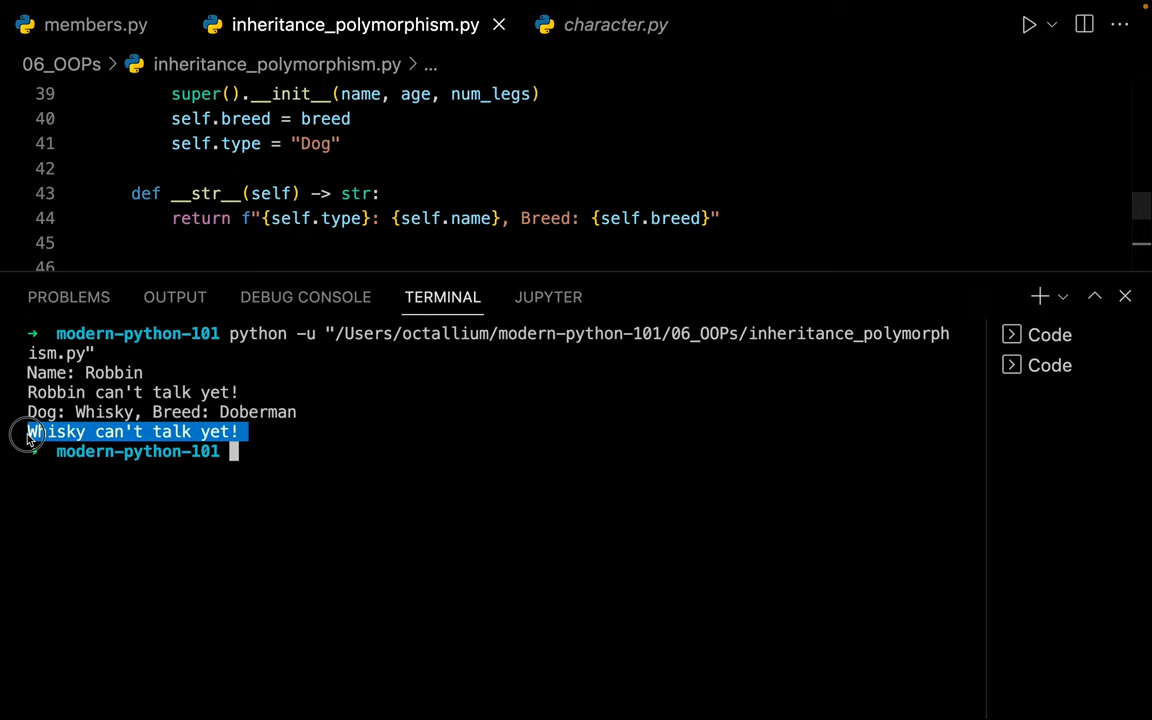 members.py inheritance_polymorphism.py character.py
06_OOPs > inheritance_polymorphism.py > ...
39 super().__init__(name, age, num_legs)
40 self.breed = breed
41 self.type = "Dog"
42
43 def __str__(self) -> str:
44 return f"{self.type}: {self.name}, Breed: {self.breed}"
45
46
PROBLEMS OUTPUT DEBUG CONSOLE TERMINAL JUPYTER
→ modern-python-101 python -u "/Users/octallium/modern-python-101/06_OOPs/inheritance_polymorph
ism.py"
Name: Robbin
Robbin can't talk yet!
Dog: Whisky, Breed: Doberman
Whisky can't talk yet!
→ modern-python-101
Code
Code